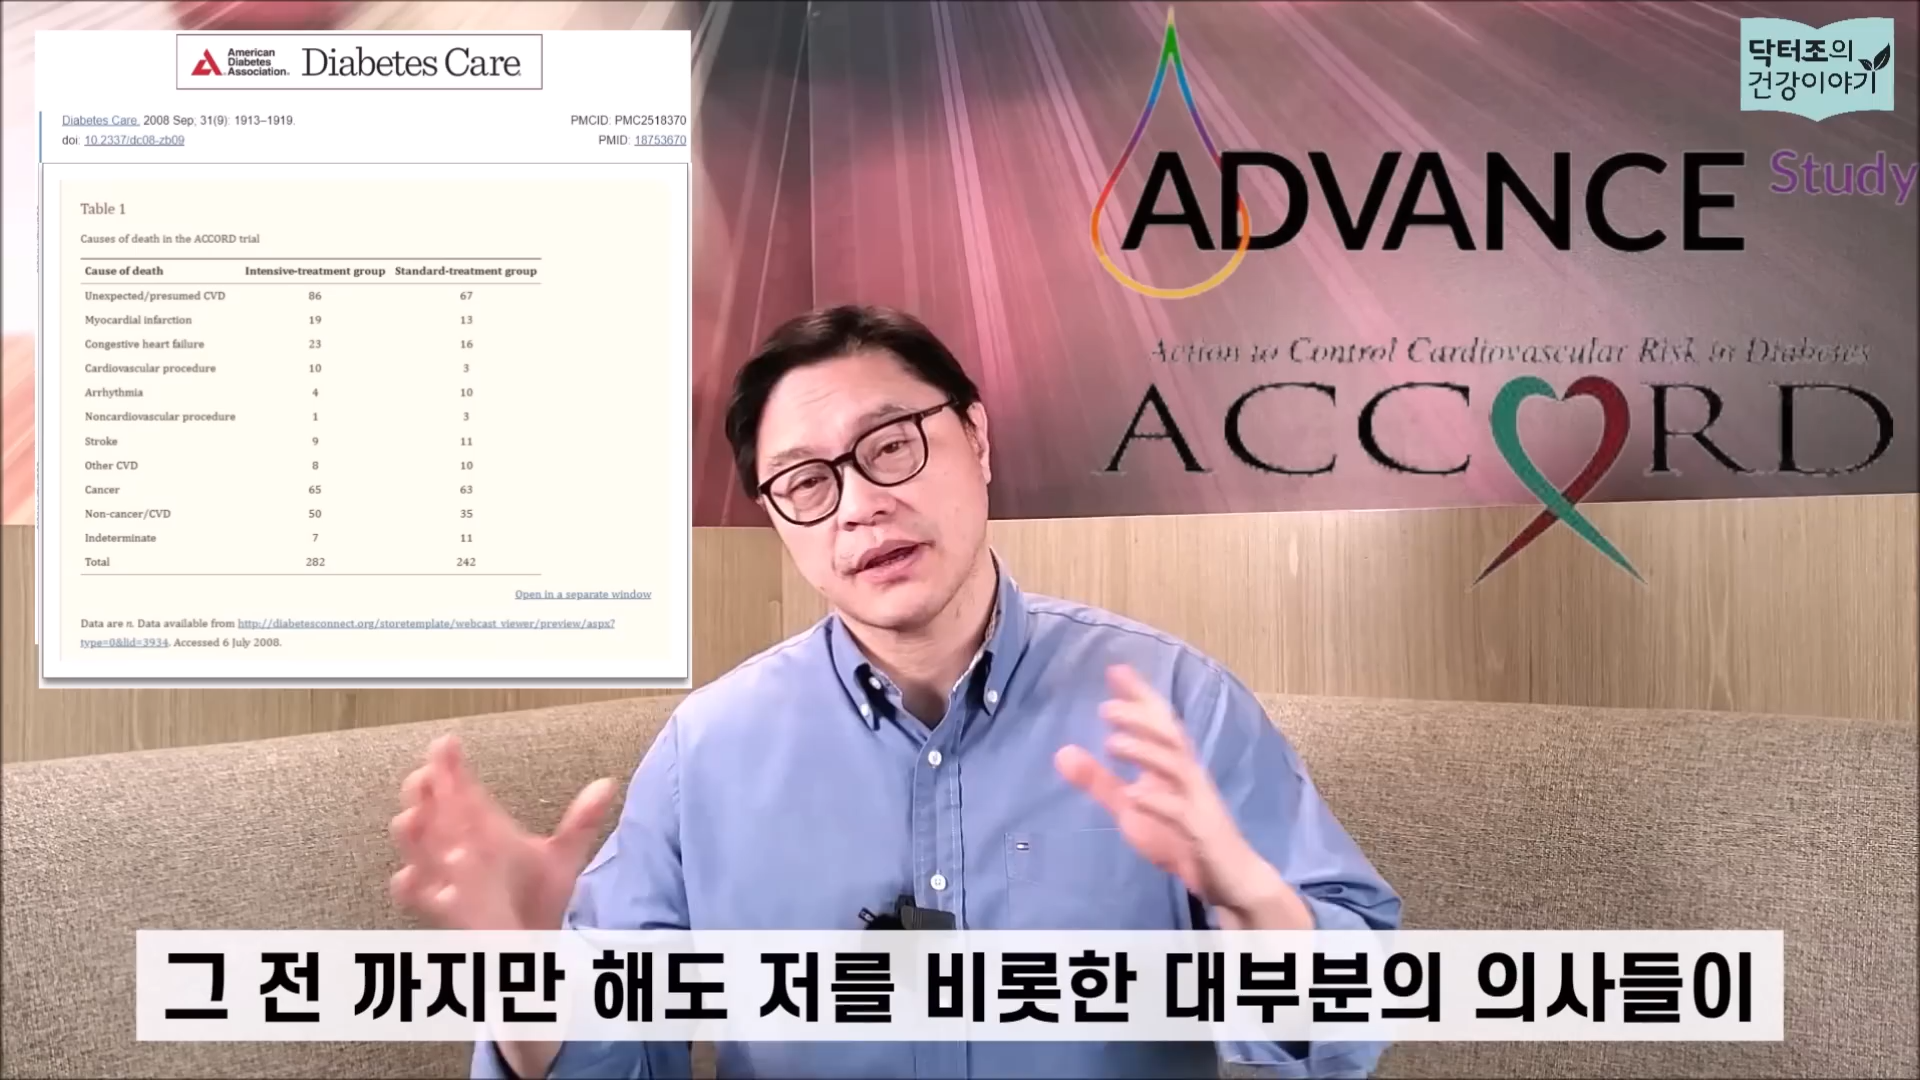 American
Diabetes
Association.
Diabetes Care
Diabetes Care. 2008 Sep; 31(9): 1913–1919.
doi: 10.2337/dc08-zb09
PMCID: PMC2518370
PMID: 18753670
Table 1
Causes of death in the ACCORD trial
Cause of death Intensive-treatment group Standard-treatment group
Unexpected/presumed CVD 86 67
Myocardial infarction 19 13
Congestive heart failure 23 16
Cardiovascular procedure 10 3
Arrhythmia 4 10
Noncardiovascular procedure 1 3
Stroke 9 11
Other CVD 8 10
Cancer 65 63
Non-cancer/CVD 50 35
Indeterminate 7 11
Total 282 242
Open in a separate window
Data are n. Data available from http://diabetesconnect.org/storetemplate/webcast_viewer/preview/aspx?
type=0&lid=3934. Accessed 6 July 2008.
닥터조의
건강이야기
ADVANCE Study
Action to Control Cardiovascular Risk in Diabetes
ACCORD
그 전 까지만 해도 저를 비롯한 대부분의 의사들이